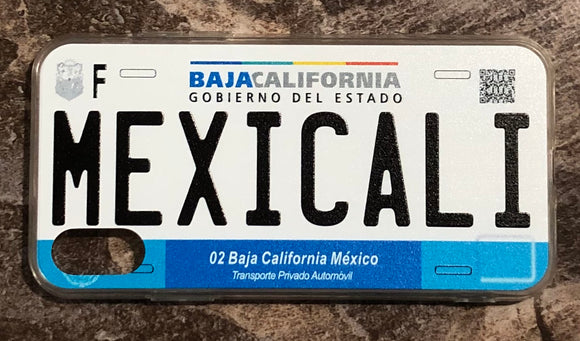 F
BAJACALIFORNIA
GOBIERNO DEL ESTADO
MEXICALI
02 Baja California México
Transporte Privado Automóvil